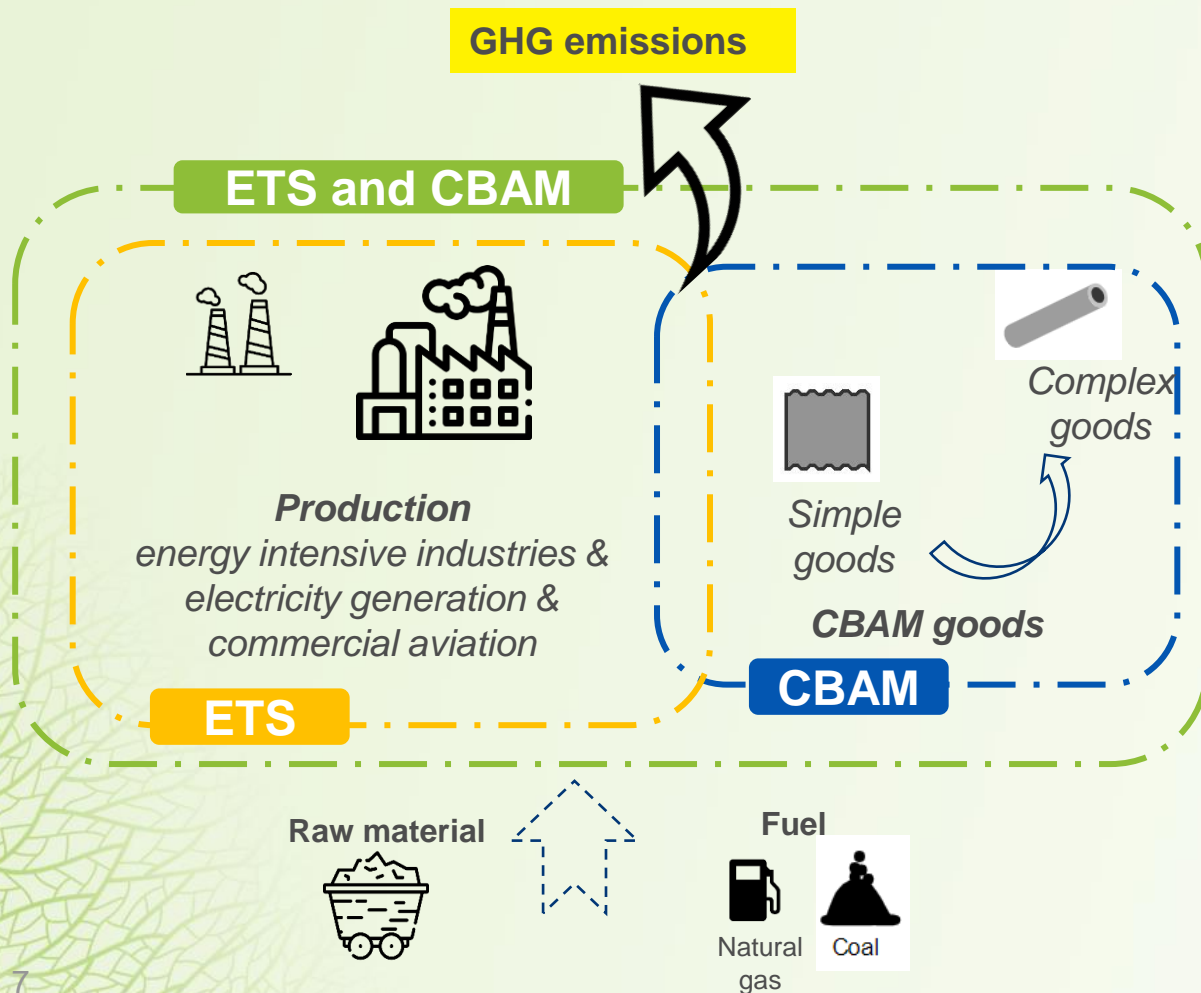 GHG emissions
ETS and CBAM
Complex
goods
Simple
goods
Production
energy intensive industries &
electricity generation &
commercial aviation
CBAM goods
CBAM
ETS
Raw material
Fuel
Natural
gas
Coal
7